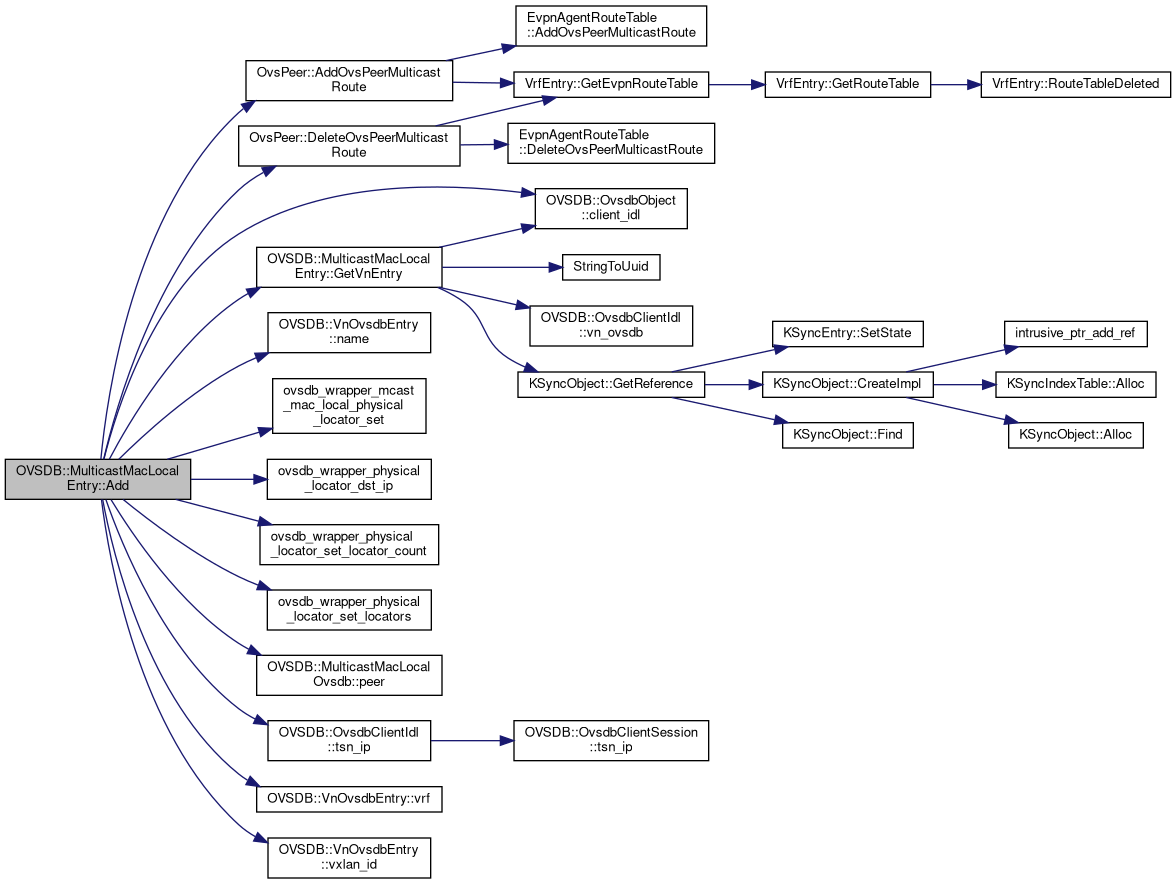 EvpnAgentRouteTable
::AddOvsPeerMulticastRoute
OvsPeer::AddOvsPeerMulticast
Route
VrfEntry::GetEvpnRouteTable
VrfEntry::GetRouteTable
VrfEntry::RouteTableDeleted
OvsPeer::DeleteOvsPeerMulticast
Route
EvpnAgentRouteTable
::DeleteOvsPeerMulticastRoute
OVSDB::OvsdbObject
::client_idl
OVSDB::MulticastMacLocal
Entry::GetVnEntry
StringToUuid
OVSDB::OvsdbClientIdl
::vn_ovsdb
OVSDB::VnOvsdbEntry
::name
KSyncEntry::SetState
intrusive_ptr_add_ref
KSyncObject::GetReference
KSyncObject::CreateImpl
KSyncIndexTable::Alloc
ovsdb_wrapper_mcast
_mac_local_physical
_locator_set
KSyncObject::Find
KSyncObject::Alloc
OVSDB::MulticastMacLocal
Entry::Add
ovsdb_wrapper_physical
_locator_dst_ip
ovsdb_wrapper_physical
_locator_set_locator_count
ovsdb_wrapper_physical
_locator_set_locators
OVSDB::MulticastMacLocal
Ovsdb::peer
OVSDB::OvsdbClientIdl
::tsn_ip
OVSDB::OvsdbClientSession
::tsn_ip
OVSDB::VnOvsdbEntry::vrf
OVSDB::VnOvsdbEntry
::vxlan_id